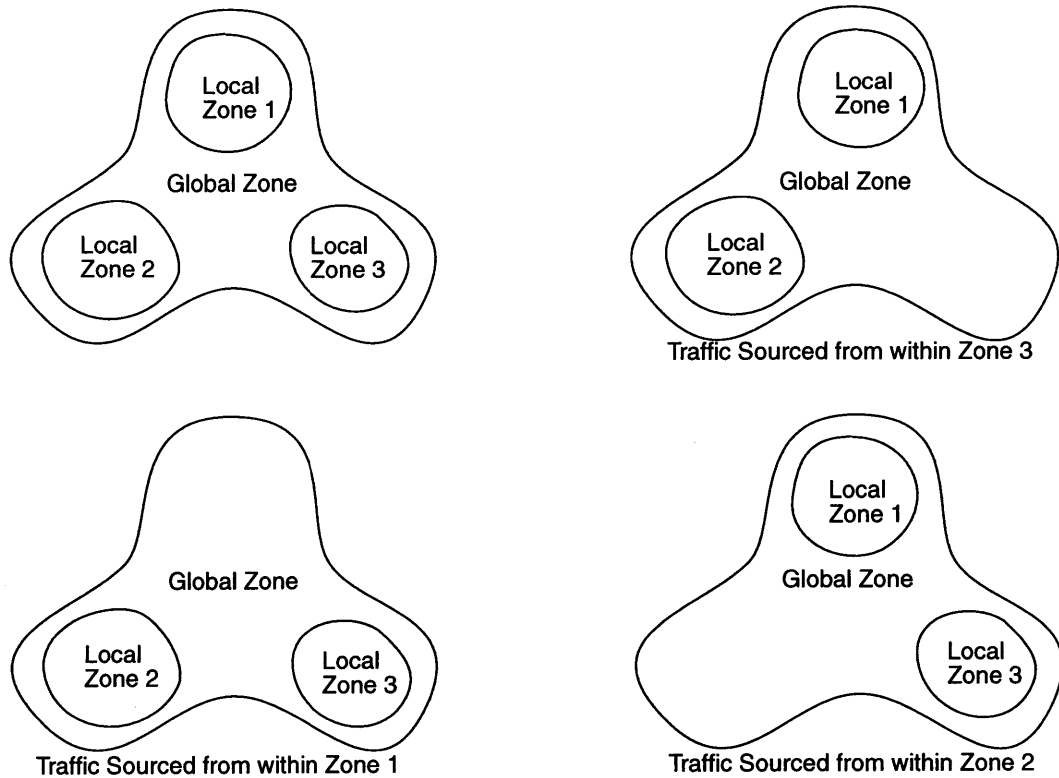 Local
Zone 1
Global Zone
Local
Zone 2
Local
Zone 3
Local
Zone 1
Global Zone
Local
Zone 2
Traffic Sourced from within Zone 3
Global Zone
Local
Zone 2
Local
Zone 3
Traffic Sourced from within Zone 1
Local
Zone 1
Global Zone
Local
Zone 3
Traffic Sourced from within Zone 2